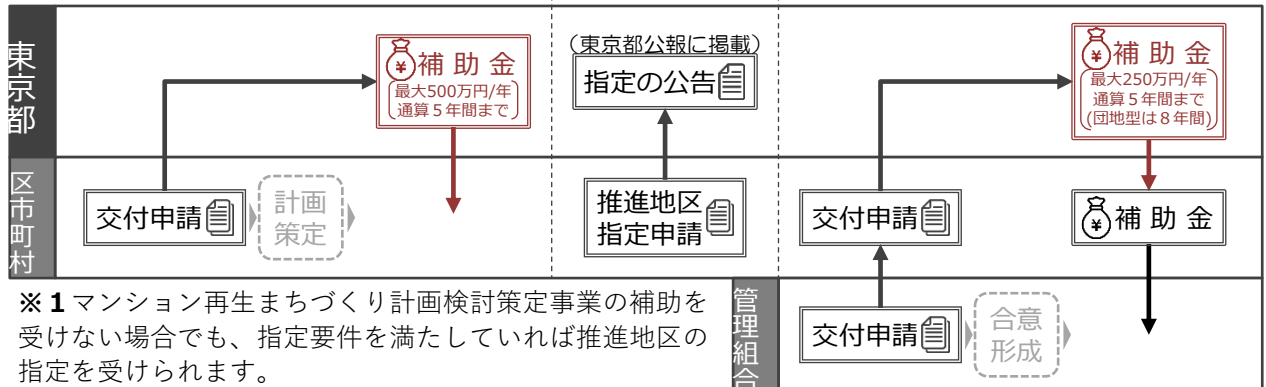 東京都
補助金
最大500万円/年
通算5年間まで
(東京都公報に掲載)
指定の公告
補助金
最大250万円/年
通算5年間まで
(団地型は8年間)
区市町村
交付申請
計画
策定
推進地区
指定申請
交付申請
補助金
※1マンション再生まちづくり計画検討策定事業の補助を
受けない場合でも、指定要件を満たしていれば推進地区の
指定を受けられます。
管理組合
交付申請
合意
形成